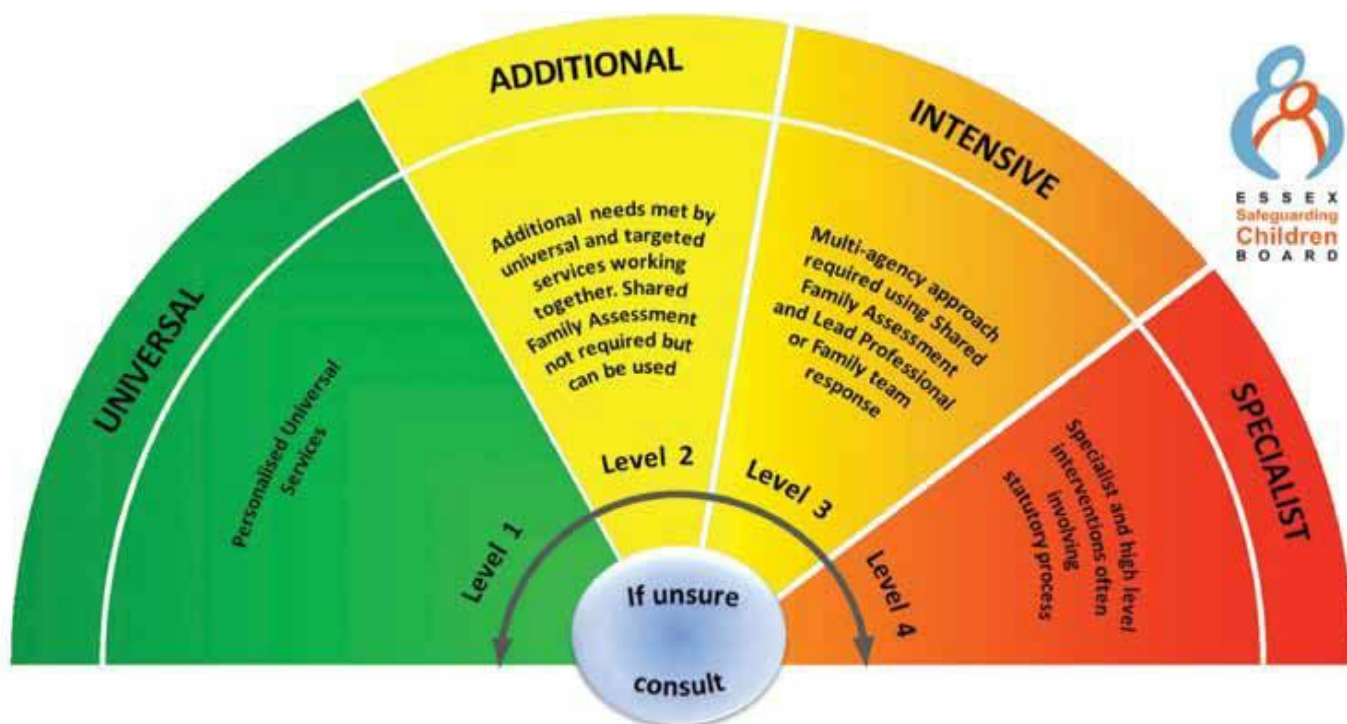 UNIVERSAL
Personalised Universal
Services
Level 1
ADDITIONAL
Additional needs met by
universal and targeted
services working
together. Shared
Family Assessment
not required but
can be used
Level 2
INTENSIVE
Multi-agency approach
required using Shared
Family Assessment
and Lead Professional
or Family team
response
Level 3
SPECIALIST
Specialist and high level
interventions often
involving
statutory process
Level 4
If unsure
consult
ESSEX
Safeguarding
Children
BOARD